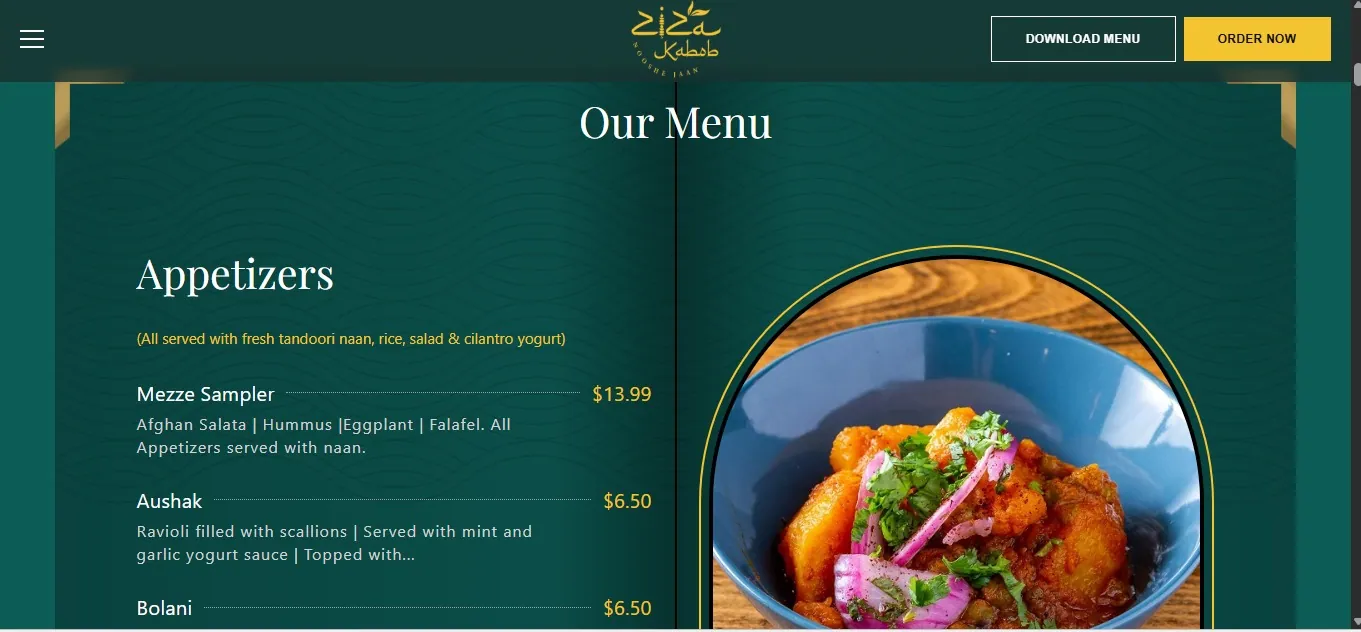 ziza
Kabob
NOOSHE JAAN
DOWNLOAD MENU
ORDER NOW
Our Menu
Appetizers
(All served with fresh tandoori naan, rice, salad & cilantro yogurt)
Mezze Sampler $13.99
Afghan Salata | Hummus |Eggplant | Falafel. All
Appetizers served with naan.
Aushak $6.50
Ravioli filled with scallions | Served with mint and
garlic yogurt sauce | Topped with...
Bolani $6.50